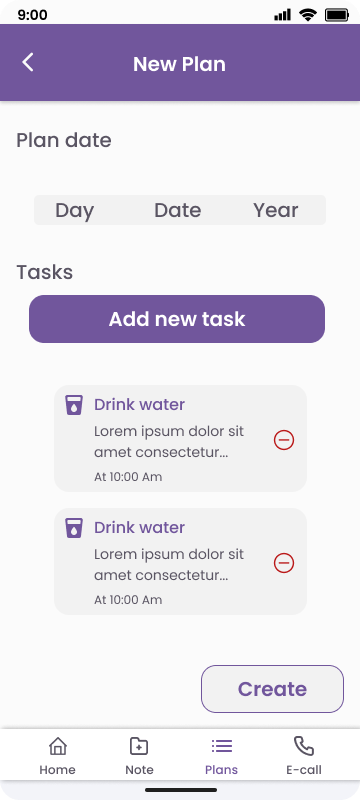 9:00
New Plan
Plan date
Day Date Year
Tasks
Add new task
Drink water
Lorem ipsum dolor sit
amet consectetur...
At 10:00 Am
Drink water
Lorem ipsum dolor sit
amet consectetur...
At 10:00 Am
Create
Home Note Plans E-call